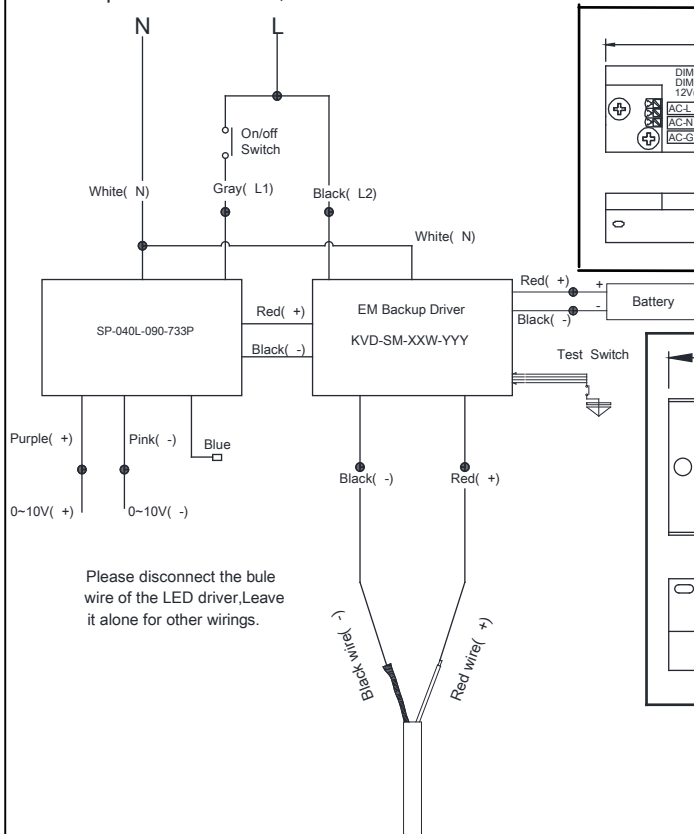 N
L
DIM
DIM
12V
On/off
Switch
AC-L
AC-N
AC-G
White( N)
Gray( L1)
Black( L2)
White( N)
Red( +)
+
Battery
-
Black( -)
SP-040L-090-733P
Red( +)
Black( -)
EM Backup Driver
KVD-SM-XXW-YYY
Test Switch
Purple( +)
Pink( -)
Blue
Black( -)
Red( +)
0~10V( +)
0~10V( -)
Please disconnect the bule
wire of the LED driver,Leave
it alone for other wirings.
Black wire( -)
Red wire( +)